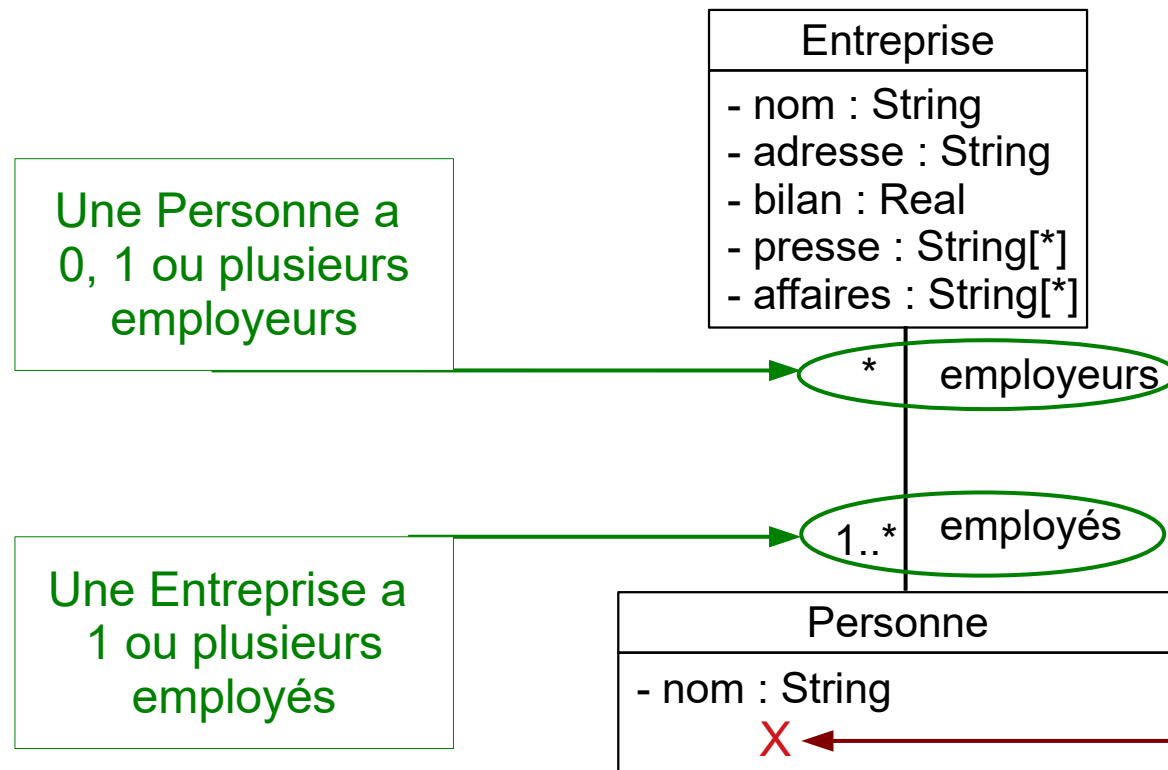 Entreprise
- nom : String
- adresse : String
- bilan : Real
- presse : String[*]
- affaires : String[*]
Une Personne a
0, 1 ou plusieurs
employeurs
* employeurs
1..* employés
Une Entreprise a
1 ou plusieurs
employés
Personne
- nom : String
X